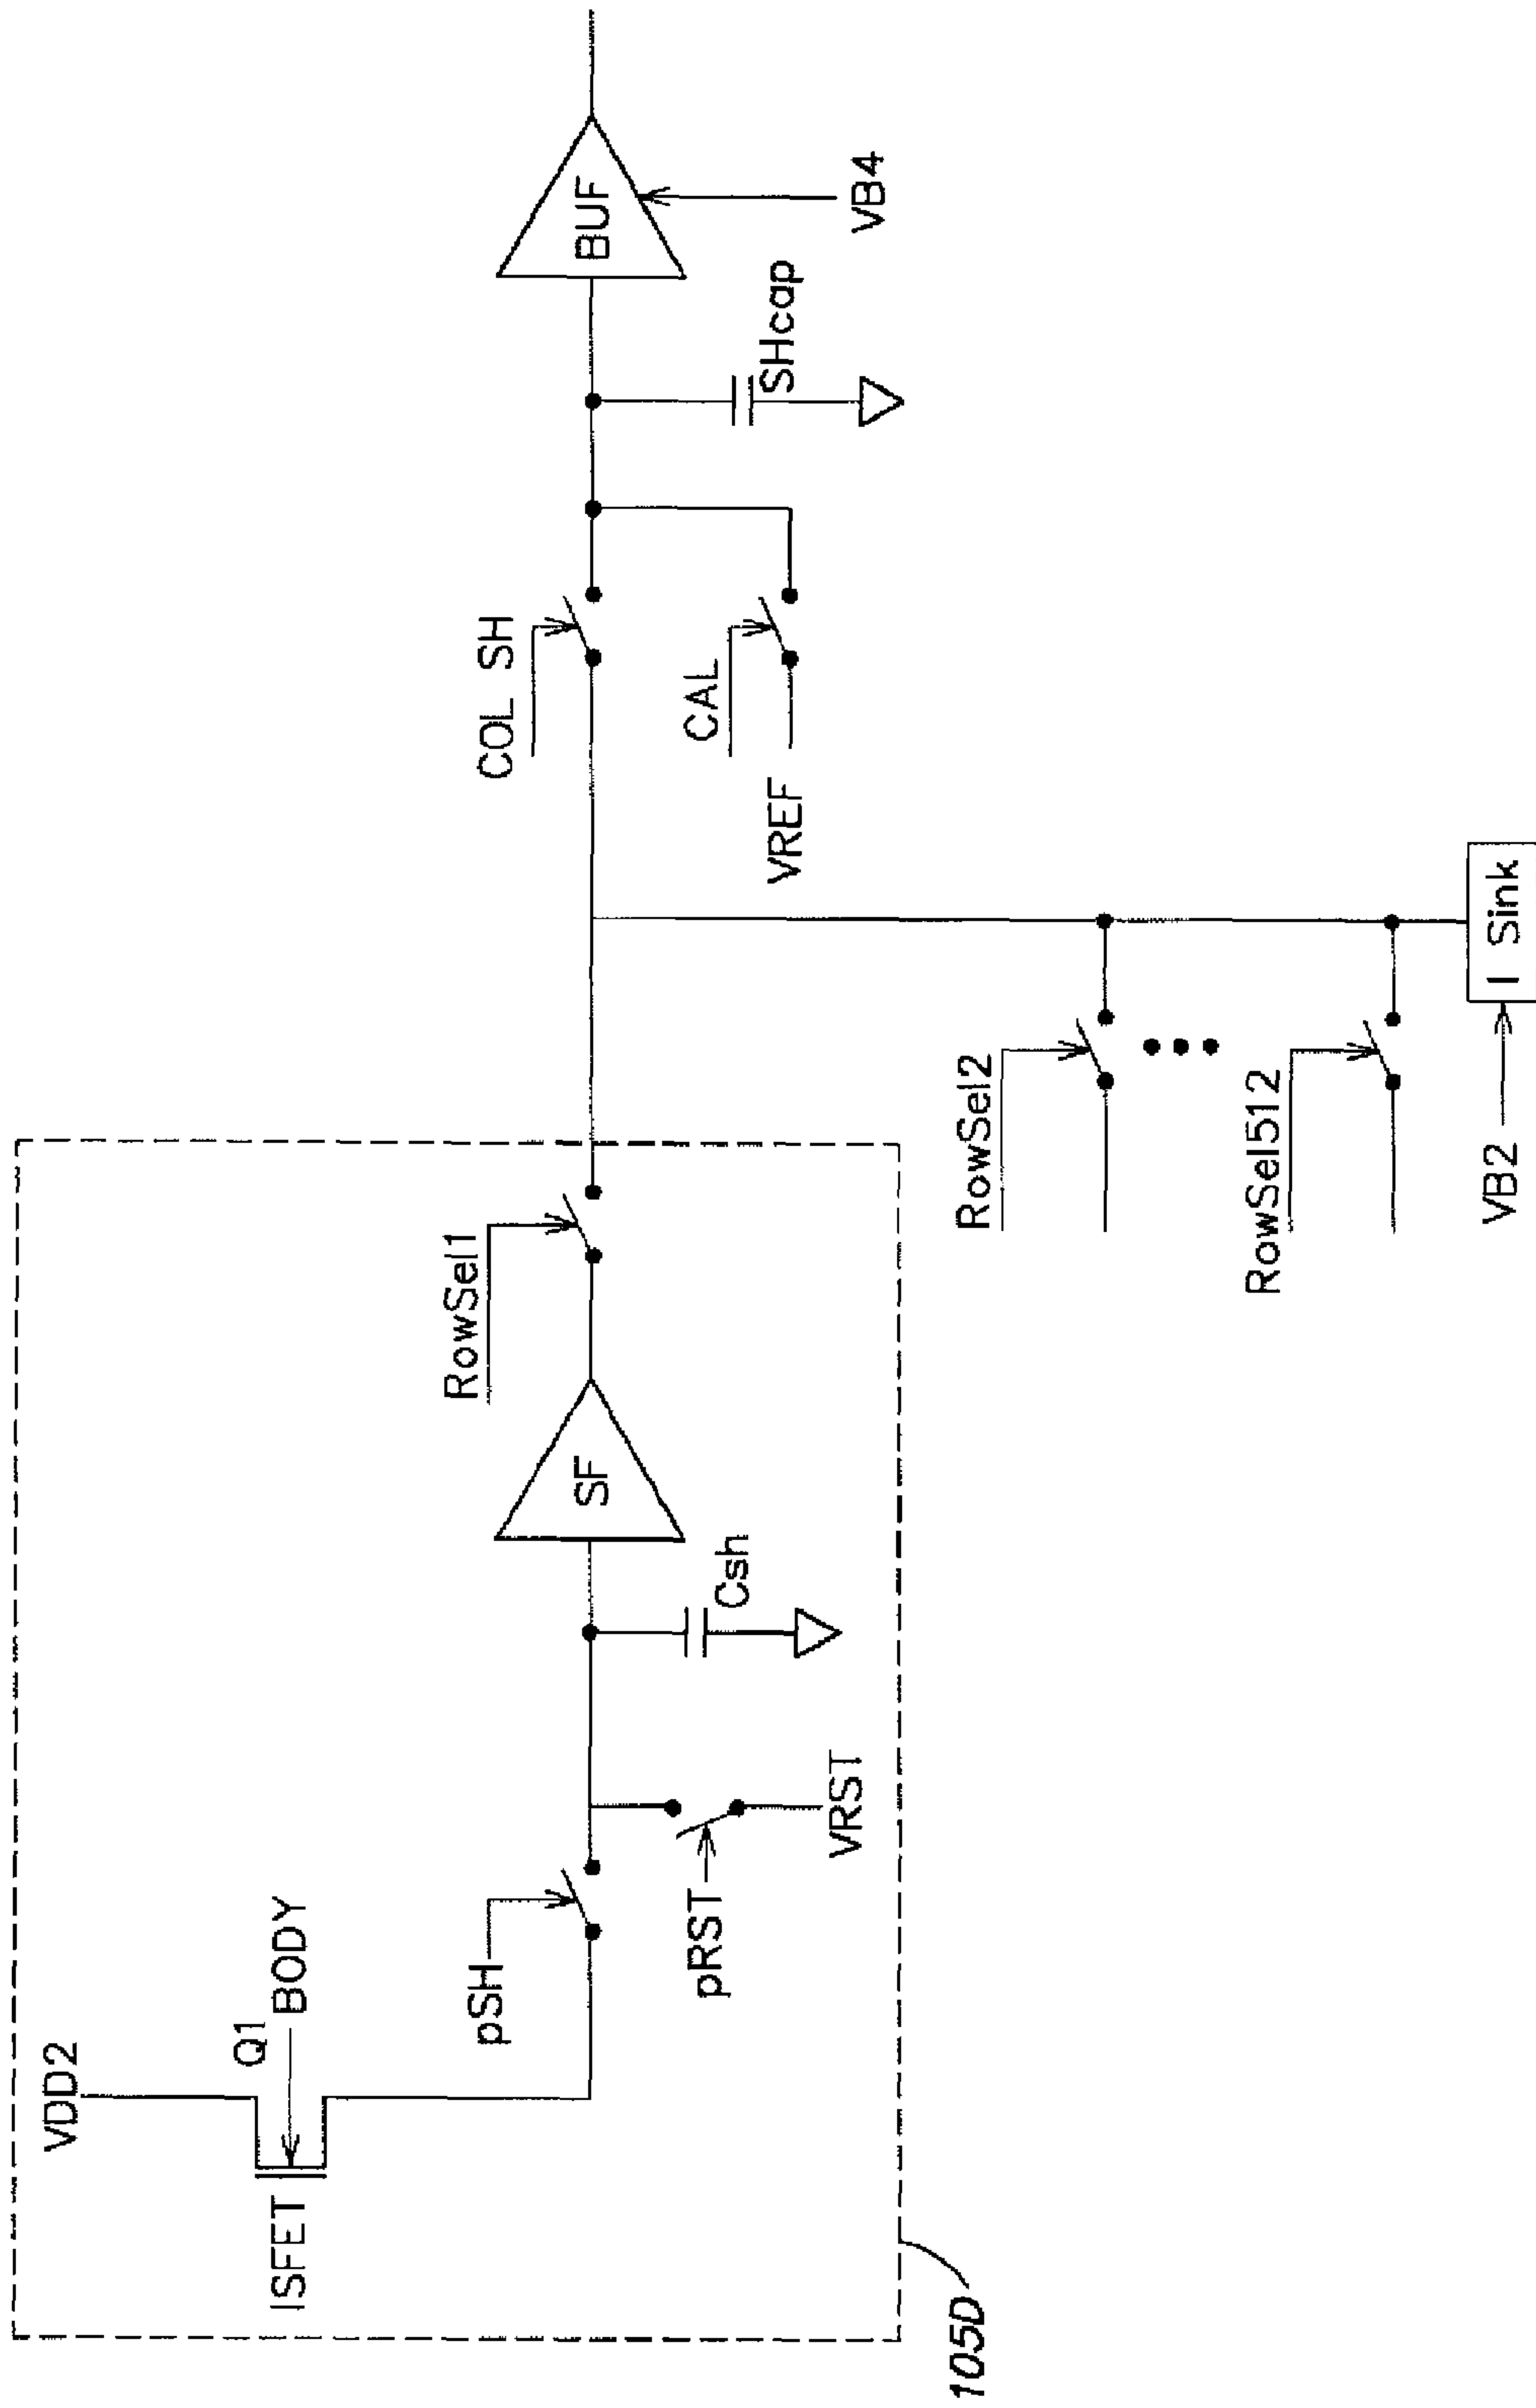 VDD2
Q1
ISFET
BODY
pSH
pRST
VRST
Csh
SF
RowSel1
105D
RowSel2
RowSel512
VB2
I Sink
COL SH
CAL
VREF
SHcap
BUF
VB4